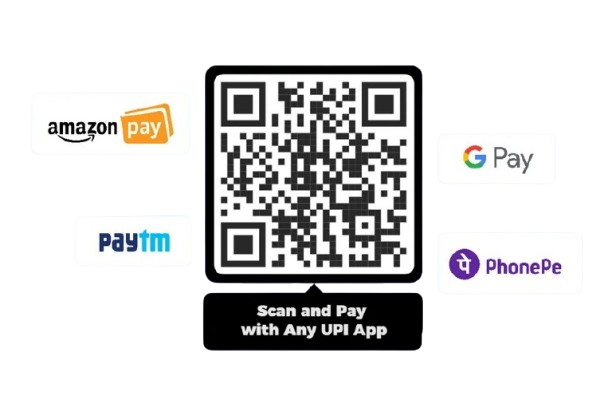 amazon pay
G Pay
paytm
पे PhonePe
Scan and Pay
with Any UPI App